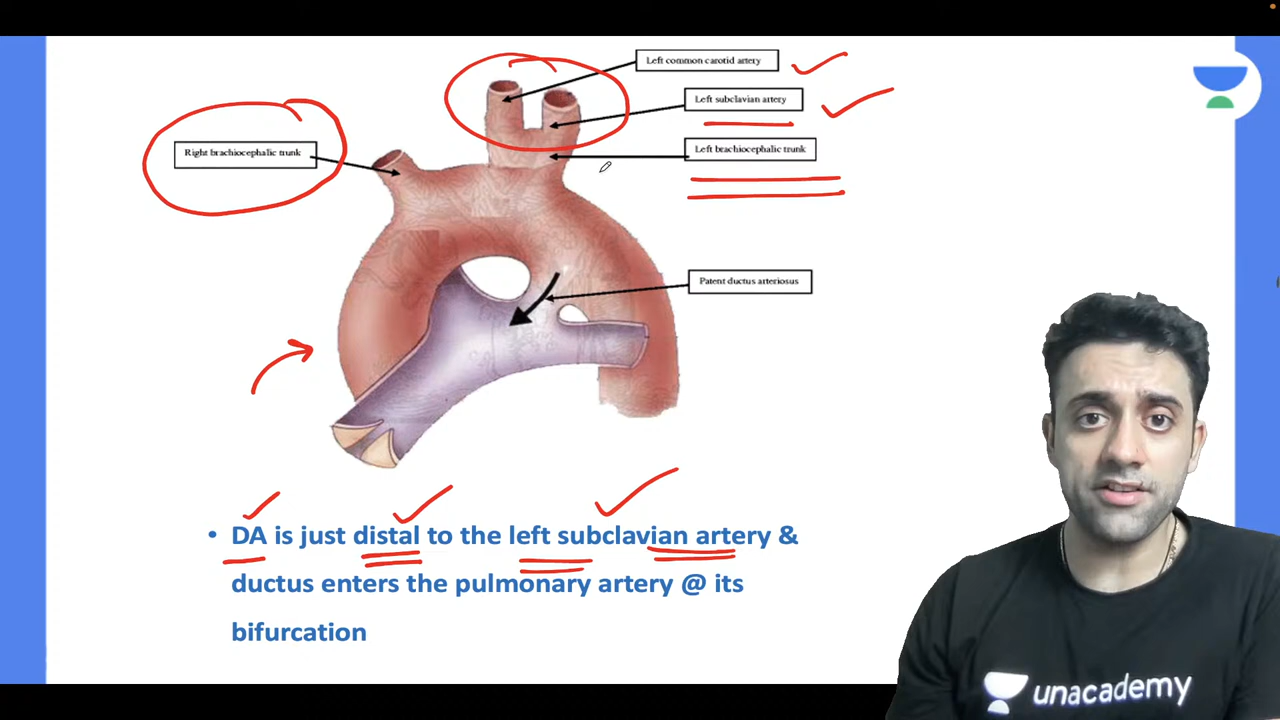 Left common carotid artery
Left subclavian artery
Right brachiocephalic trunk
Left brachiocephalic trunk
Patent ductus arteriosus
• DA is just distal to the left subclavian artery &
ductus enters the pulmonary artery @ its
bifurcation
unacademy